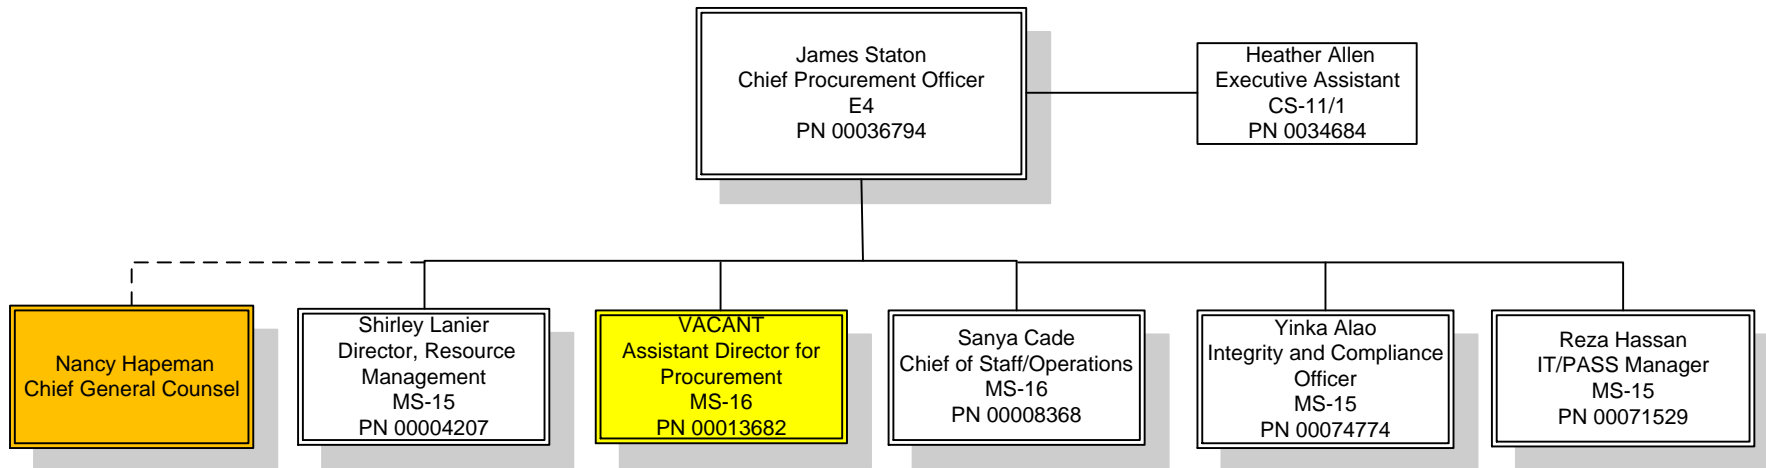 James Staton
Chief Procurement Officer
E4
PN 00036794
Heather Allen
Executive Assistant
CS-11/1
PN 0034684
Nancy Hapeman
Chief General Counsel
Shirley Lanier
Director, Resource
Management
MS-15
PN 00004207
VACANT
Assistant Director for
Procurement
MS-16
PN 00013682
Sanya Cade
Chief of Staff/Operations
MS-16
PN 00008368
Yinka Alao
Integrity and Compliance
Officer
MS-15
PN 00074774
Reza Hassan
IT/PASS Manager
MS-15
PN 00071529